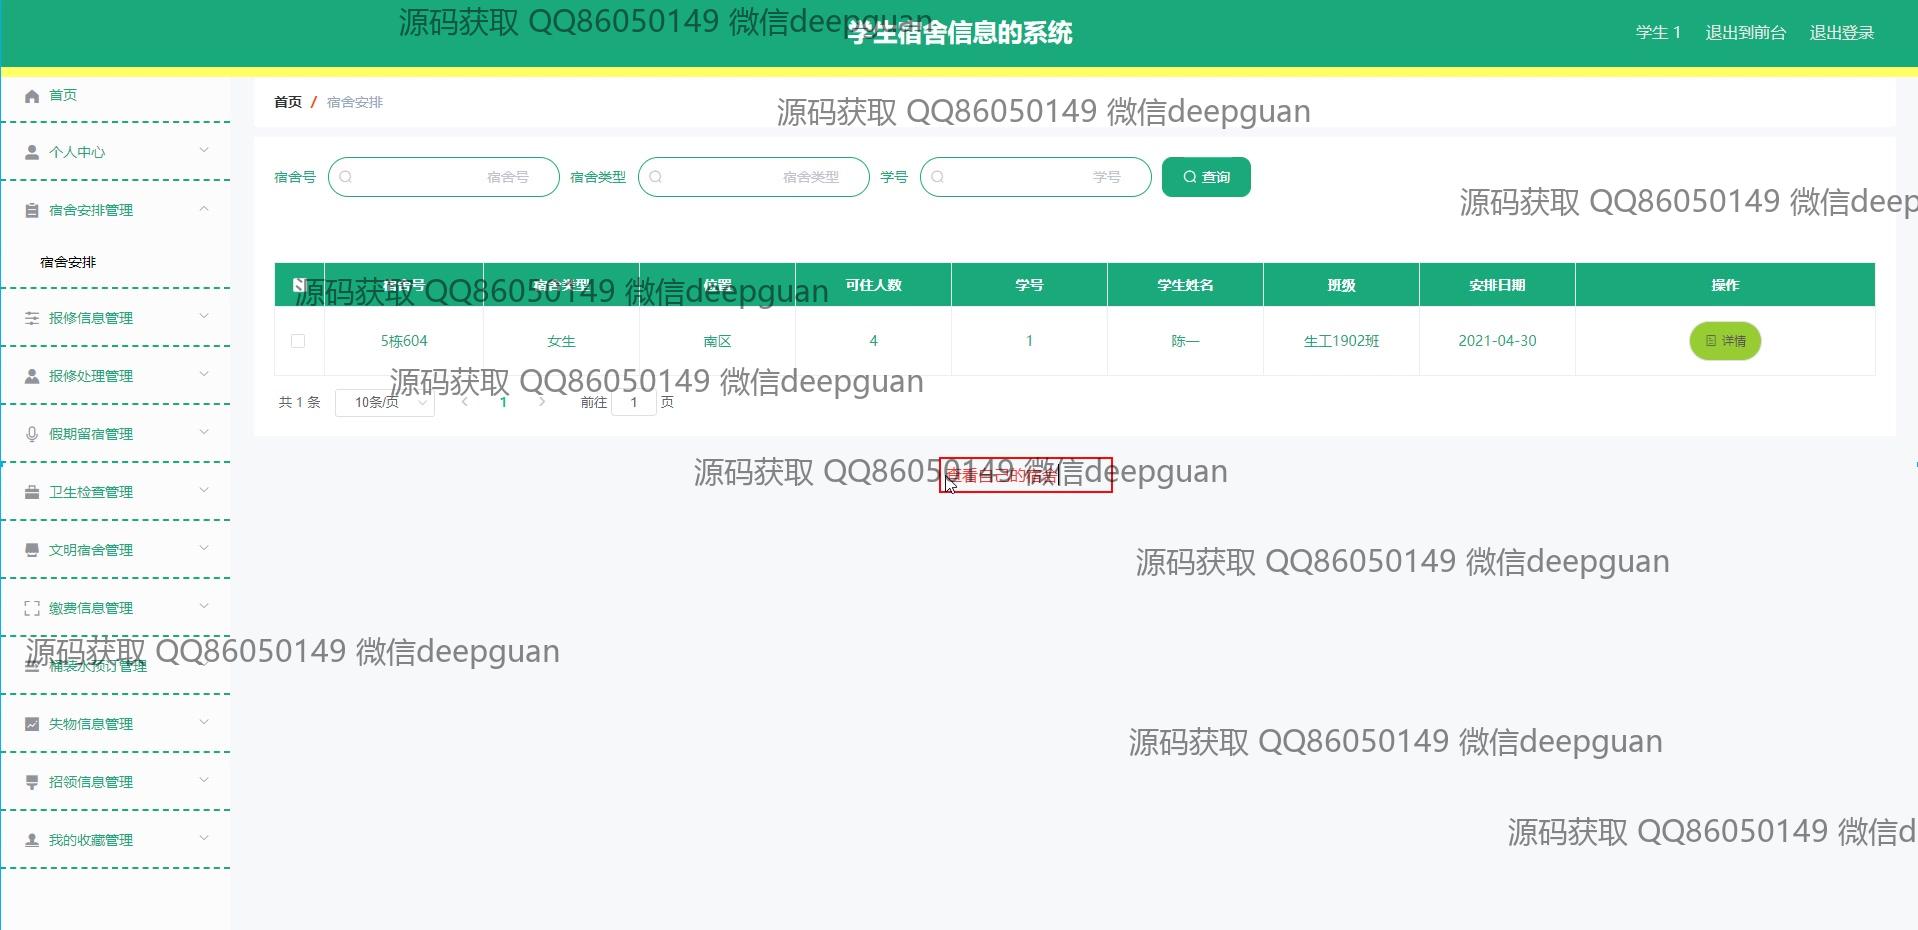 学生宿舍信息的系统
学生 1 退出到前台 退出登录
源码获取 QQ86050149 微信deepguan
首页
个人中心
宿舍安排管理
宿舍安排
报修信息管理
报修处理管理
假期留宿管理
卫生检查管理
文明宿舍管理
缴费信息管理
桶装水预订管理
失物信息管理
招领信息管理
我的收藏管理
首页 / 宿舍安排
源码获取 QQ86050149 微信deepguan
宿舍号 宿舍号 宿舍类型 宿舍类型 学号 学号 查询
源码获取 QQ86050149 微信deep
宿舍号 宿舍类型 位置 可住人数 学号 学生姓名 班级 安排日期 操作
源码获取 QQ86050149 微信deepguan
5栋604 女生 南区 4 1 陈一 生工1902班 2021-04-30 详情
源码获取 QQ86050149 微信deepguan
共 1 条 10条/页 1 前往 1 页
源码获取 QQ86050149 微信deepguan
查看自己的宿舍
源码获取 QQ86050149 微信deepguan
源码获取 QQ86050149 微信deepguan
源码获取 QQ86050149 微信deepguan
源码获取 QQ86050149 微信d